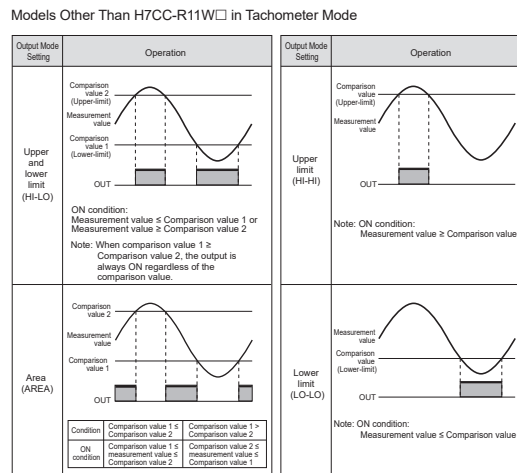 Models Other Than H7CC-R11W□ in Tachometer Mode
Output Mode Setting
Operation
Upper and lower limit (HI-LO)
Comparison value 2 (Upper-limit)
Measurement value
Comparison value 1 (Lower-limit)
OUT
ON condition:
Measurement value ≤ Comparison value 1 or
Measurement value ≥ Comparison value 2
Note: When comparison value 1 ≥
Comparison value 2, the output is
always ON regardless of the
comparison value.
Area (AREA)
Comparison value 2
Measurement value
Comparison value 1
OUT
Condition
Comparison value 1 ≤ Comparison value 2
Comparison value 1 > Comparison value 2
ON condition
Comparison value 1 ≤ measurement value ≤ Comparison value 2
Comparison value 2 ≤ measurement value ≤ Comparison value 1
Output Mode Setting
Operation
Upper limit (HI-HI)
Comparison value (Upper-limit)
Measurement value
OUT
Note: ON condition:
Measurement value ≥ Comparison value
Lower limit (LO-LO)
Measurement value
Comparison value (Lower-limit)
OUT
Note: ON condition:
Measurement value ≤ Comparison value